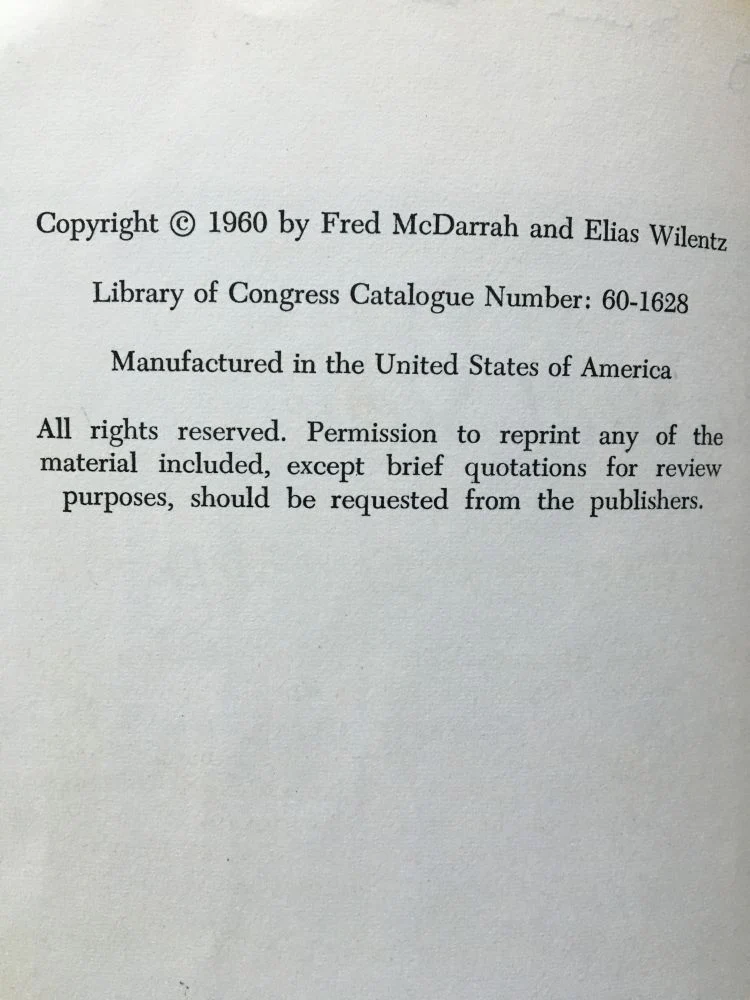 Copyright © 1960 by Fred McDarrah and Elias Wilentz
Library of Congress Catalogue Number: 60-1628
Manufactured in the United States of America
All rights reserved. Permission to reprint any of the
material included, except brief quotations for review
purposes, should be requested from the publishers.